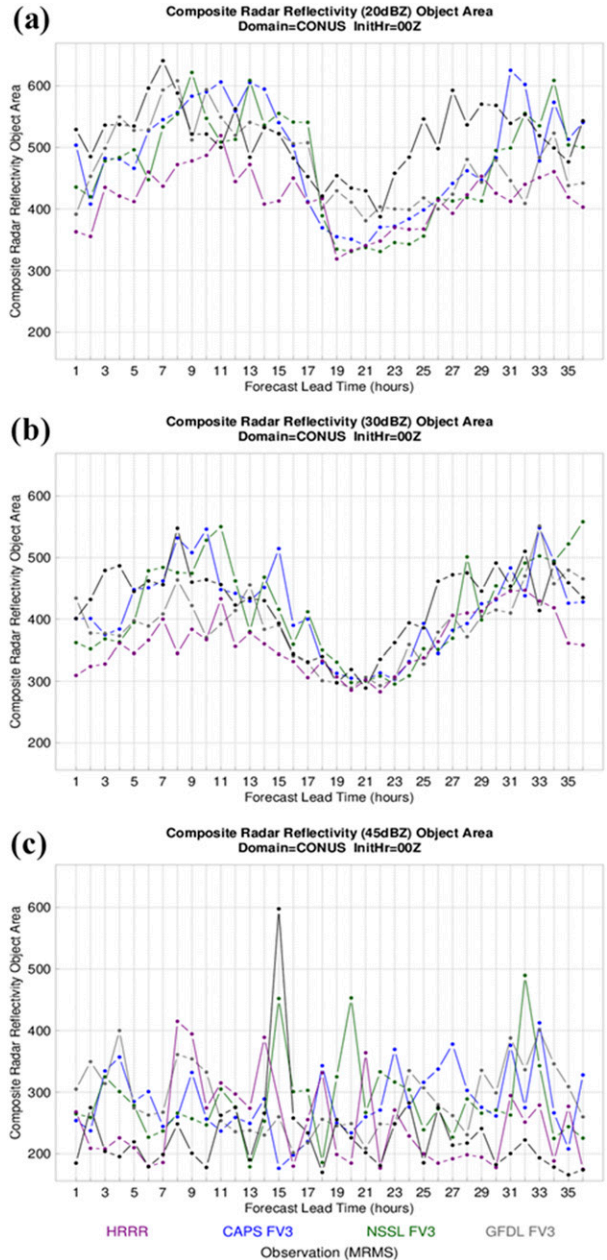 (a)
Composite Radar Reflectivity (20dBZ) Object Area
Domain=CONUS InitHr=00Z
Composite Radar Reflectivity Object Area
600
500
400
300
200
1 3 5 7 9 11 13 15 17 19 21 23 25 27 29 31 33 35
Forecast Lead Time (hours)
(b)
Composite Radar Reflectivity (30dBZ) Object Area
Domain=CONUS InitHr=00Z
Composite Radar Reflectivity Object Area
600
500
400
300
200
1 3 5 7 9 11 13 15 17 19 21 23 25 27 29 31 33 35
Forecast Lead Time (hours)
(c)
Composite Radar Reflectivity (45dBZ) Object Area
Domain=CONUS InitHr=00Z
Composite Radar Reflectivity Object Area
600
500
400
300
200
1 3 5 7 9 11 13 15 17 19 21 23 25 27 29 31 33 35
Forecast Lead Time (hours)
HRRR CAPS FV3 NSSL FV3 GFDL FV3
Observation (MRMS)